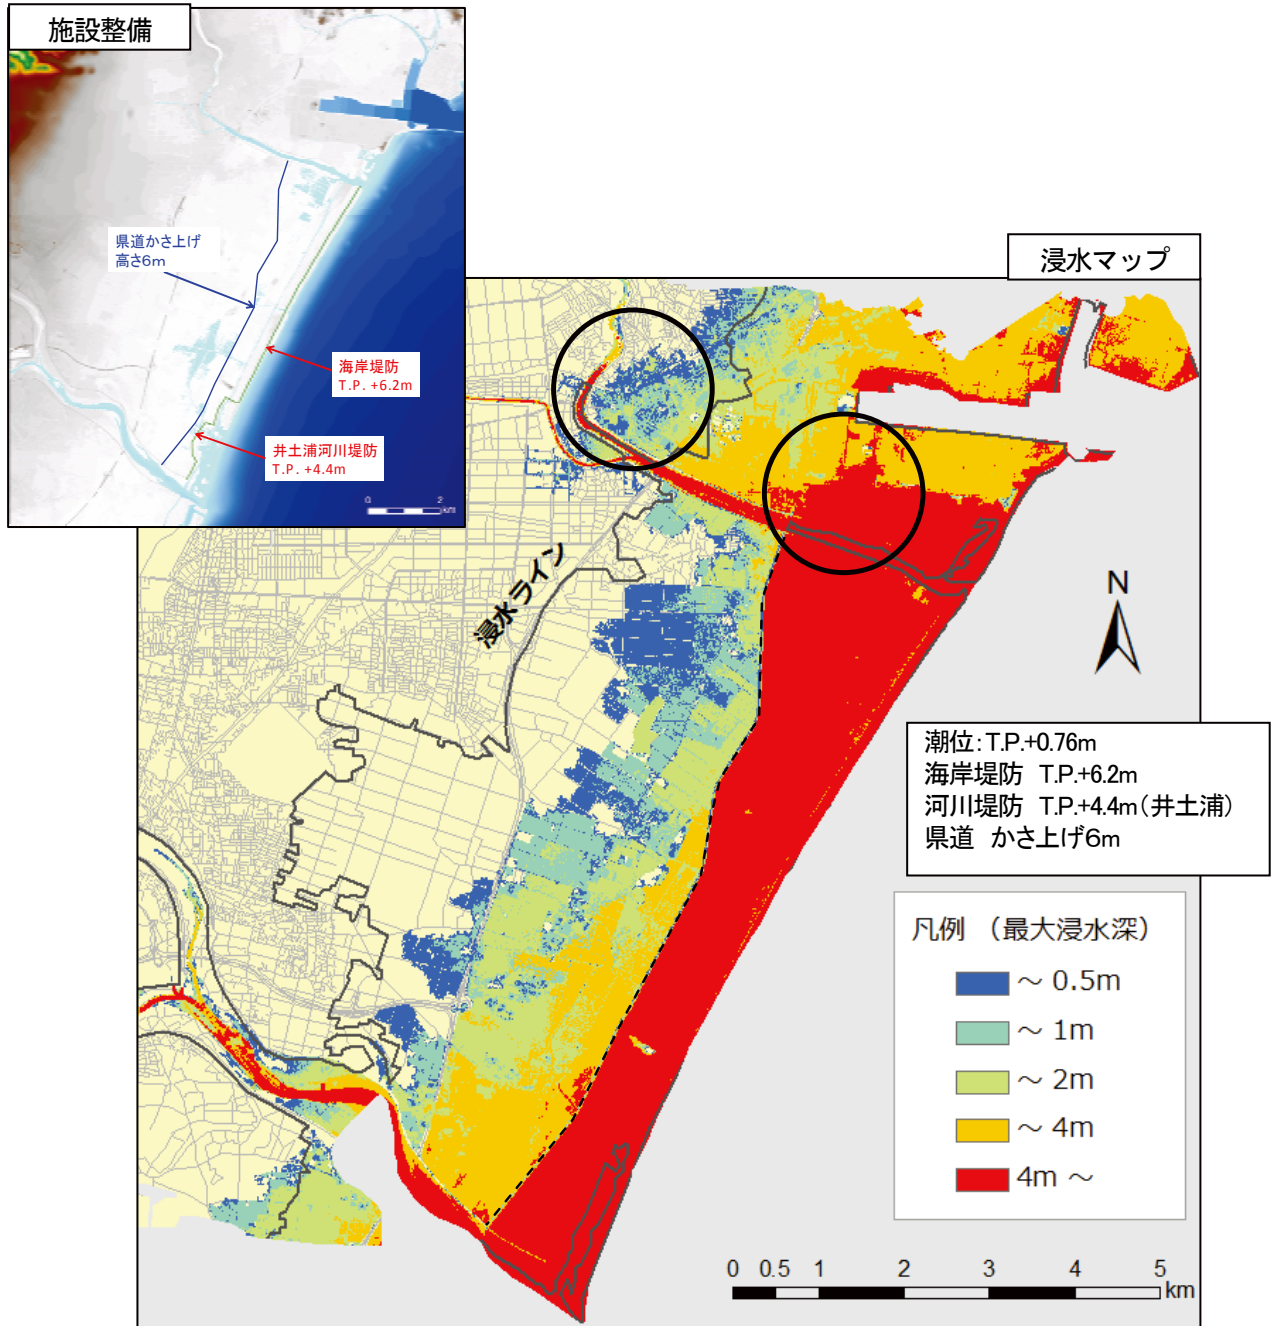 施設整備
県道かさ上げ
高さ6m
海岸堤防
T.P. +6.2m
井土浦河川堤防
T.P. +4.4m
0 2
km
浸水マップ
浸水ライン
N
潮位:T.P.+0.76m
海岸堤防 T.P.+6.2m
河川堤防 T.P.+4.4m(井土浦)
県道 かさ上げ6m
凡例 (最大浸水深)
～ 0.5m
～ 1m
～ 2m
～ 4m
4m ～
0 0.5 1 2 3 4 5
km